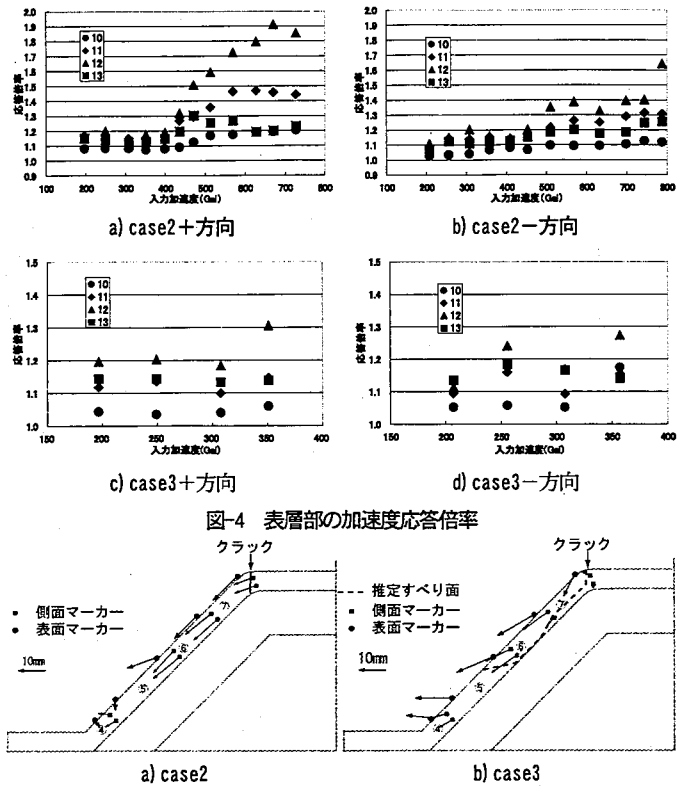 2.0
1.9
1.8
1.7
1.6
1.5
1.4
1.3
1.2
1.1
1.0
0.9
応答倍率
● 10
◆ 11
▲ 12
■ 13
100 200 300 400 500 600 700 800
入力加速度(Gal)
a) case2+方向
2.0
1.9
1.8
1.7
1.6
1.5
1.4
1.3
1.2
1.1
1.0
0.9
応答倍率
● 10
◆ 11
▲ 12
■ 13
100 200 300 400 500 600 700 800
入力加速度(Gal)
b) case2-方向
1.5
1.4
1.3
1.2
1.1
1.0
応答倍率
● 10
◆ 11
▲ 12
■ 13
150 200 250 300 350 400
入力加速度(Gal)
c) case3+方向
1.5
1.4
1.3
1.2
1.1
1.0
応答倍率
● 10
◆ 11
▲ 12
■ 13
150 200 250 300 350 400
入力加速度(Gal)
d) case3-方向
図-4 表層部の加速度応答倍率
クラック
側面マーカー
表面マーカー
10mm
⑦
⑥
⑤
④
a) case2
クラック
推定すべり面
側面マーカー
表面マーカー
10mm
⑦
⑥
⑤
④
b) case3